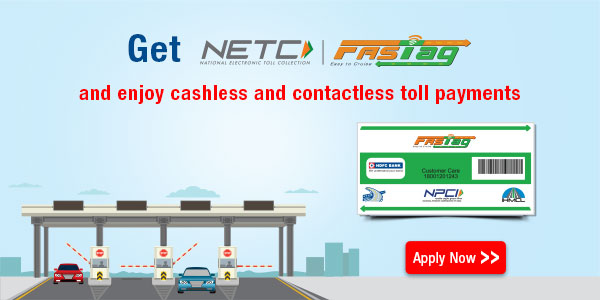 Get NETC | FASTag
NATIONAL ELECTRONIC TOLL COLLECTION Easy to Cruise
and enjoy cashless and contactless toll payments
FASTag
HDFC BANK
Customer Care
18001201243
NPCI
IHMCL
Apply Now >>